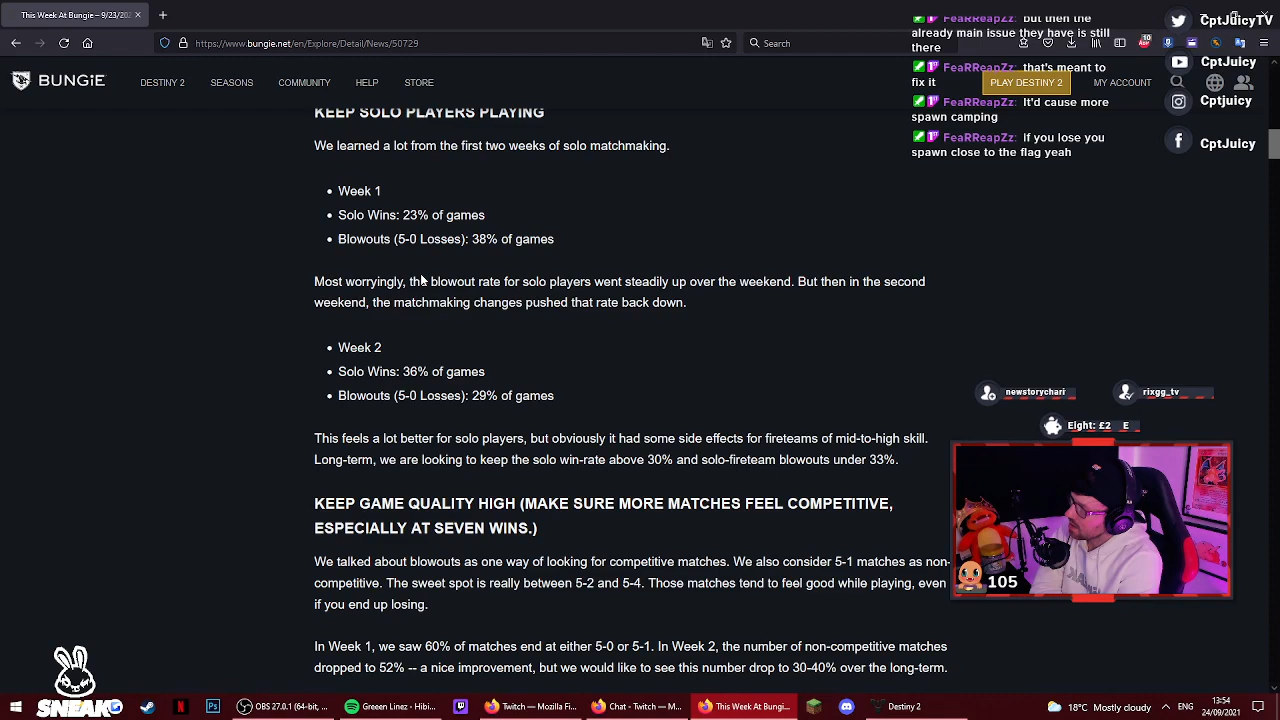 This Week At Bungie – 9/23/202
https://www.bungie.net/en/Explore/Detail/News/50729
Search
BUNGiE
DESTINY 2
SEASONS
COMMUNITY
HELP
STORE
PLAY DESTINY 2
MY ACCOUNT
FeaRReapZz: but then the
already main issue they have is still
there
FeaRReapZz: that's meant to
fix it
FeaRReapZz: It'd cause more
spawn camping
FeaRReapZz: if you lose you
spawn close to the flag yeah
CptJuicyTV
CptJuicy
Cptjuicy
CptJuicy
KEEP SOLO PLAYERS PLAYING
We learned a lot from the first two weeks of solo matchmaking.
Week 1
Solo Wins: 23% of games
Blowouts (5-0 Losses): 38% of games
Most worryingly, the blowout rate for solo players went steadily up over the weekend. But then in the second
weekend, the matchmaking changes pushed that rate back down.
Week 2
Solo Wins: 36% of games
Blowouts (5-0 Losses): 29% of games
This feels a lot better for solo players, but obviously it had some side effects for fireteams of mid-to-high skill.
Long-term, we are looking to keep the solo win-rate above 30% and solo-fireteam blowouts under 33%.
KEEP GAME QUALITY HIGH (MAKE SURE MORE MATCHES FEEL COMPETITIVE,
ESPECIALLY AT SEVEN WINS.)
We talked about blowouts as one way of looking for competitive matches. We also consider 5-1 matches as non-
competitive. The sweet spot is really between 5-2 and 5-4. Those matches tend to feel good while playing, even
if you end up losing.
In Week 1, we saw 60% of matches end at either 5-0 or 5-1. In Week 2, the number of non-competitive matches
dropped to 52% -- a nice improvement, but we would like to see this number drop to 30-40% over the long-term.
newstorychari
rixgg_tv
Eight: £2 E
105
SNEAK
OBS 27.0.1 (64-bit, ...
Greeen Linez - Hibi...
Twitch — Mozilla Fi...
Chat - Twitch — M...
This Week At Bungi...
Destiny 2
18°C Mostly cloudy
13:54
24/09/2021